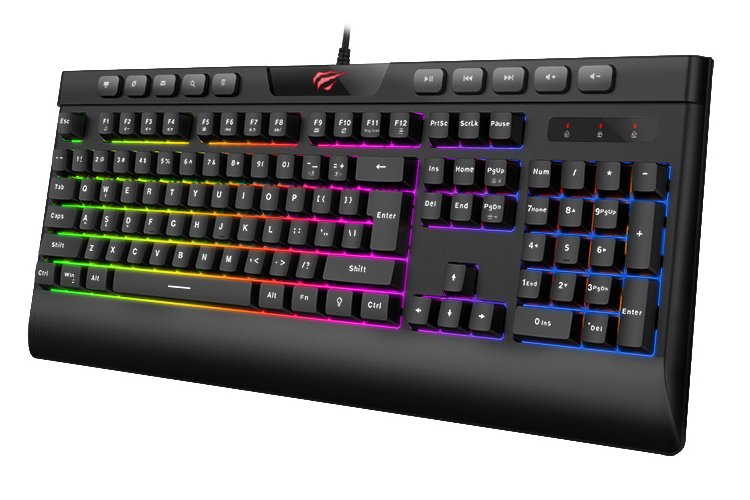 Esc F1 F2 F3 F4 F5 F6 F7 F8 F9 F10 F11 F12 PrtSc ScrLk Pause
Ins Home PgUp Num / * -
Tab Q W E R T Y U I O P [{ ]} Enter Del End PgDn 7Home 8 9PgUp +
Caps A S D F G H J K L :; "' \| 4 5 6
Shift Z X C V B N M <, >. ?/ Shift 1End 2 3PgDn Enter
Ctrl Win Alt Alt Fn Ctrl 0Ins Del